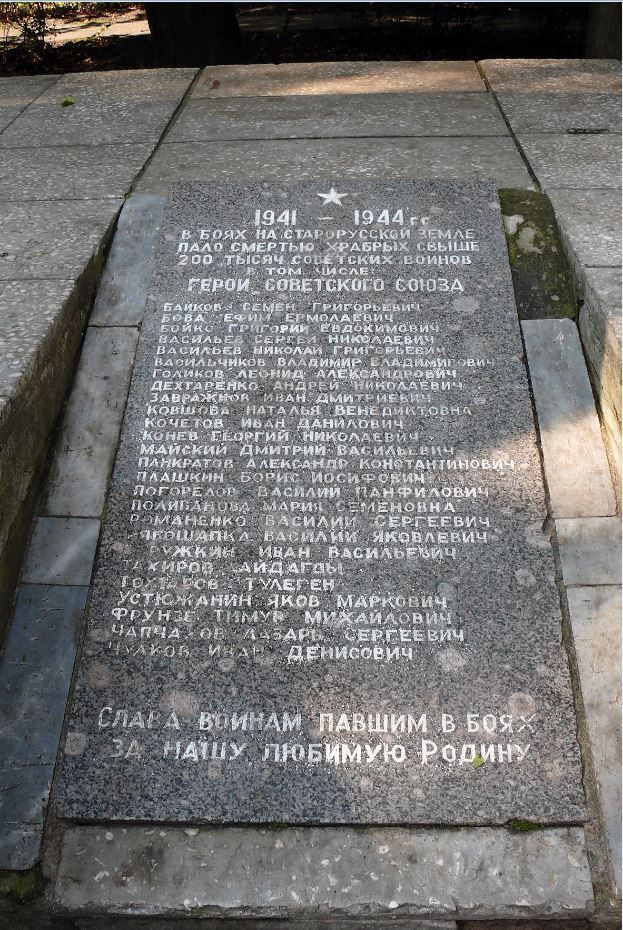 1941 – 1944 гг
В БОЯХ НА СТАРОРУССКОЙ ЗЕМЛЕ
ПАЛО СМЕРТЬЮ ХРАБРЫХ СВЫШЕ
200 ТЫСЯЧ СОВЕТСКИХ ВОИНОВ
В ТОМ ЧИСЛЕ:
ГЕРОИ СОВЕТСКОГО СОЮЗА
БАЙКОВ СЕМЕН ГРИГОРЬЕВИЧ
БОВА ГЕФИЙ ЕРМОЛАЕВИЧ
БОЙКО ГРИГОРИЙ ЕВДОКИМОВИЧ
ВАСИЛЬЕВ СЕРГЕЙ НИКОЛАЕВИЧ
ВАСИЛЬЕВ НИКОЛАЙ ГРИГОРЬЕВИЧ
ВАСИЛЬЧИКОВ ВЛАДИМИР ВЛАДИМИРОВИЧ
ГОЛИКОВ ЛЕОНИД АЛЕКСАНДРОВИЧ
ДЕХТАРЕНКО АНДРЕЙ НИКОЛАЕВИЧ
ЗАВРАЖНОВ ИВАН ДМИТРИЕВИЧ
КОВШОВА НАТАЛЬЯ ВЕНЕДИКТОВНА
КОЧЕТОВ ИВАН ДАНИЛОВИЧ
КОНЕВ ГЕОРГИЙ НИКОЛАЕВИЧ
МАЙСКИЙ ДМИТРИЙ ВАСИЛЬЕВИЧ
ПАНКРАТОВ АЛЕКСАНДР КОНСТАНТИНОВИЧ
ПЛАШКИН БОРИС ИОСИФОВИЧ
ПОГОРЕЛОВ ВАСИЛИЙ ПАНФИЛОВИЧ
ПОЛИВАНОВА МАРИЯ СЕМЕНОВНА
РОМАНЕНКО ВАСИЛИЙ СЕРГЕЕВИЧ
РЯКОШАПКА ВАСИЛИЙ ЯКОВЛЕВИЧ
РУЖКИН ИВАН ВАСИЛЬЕВИЧ
ТАХИРОВ АЙДАГДЫ
ТОХТАРОВ ТУЛЕГЕН
УСТЮЖАНИН ЯКОВ МАРКОВИЧ
ФРУНЗЕ ТИМУР МИХАЙЛОВИЧ
ЧАПЧАХОВ ЛАЗАРЬ СЕРГЕЕВИЧ
ЧУЛКОВ ИВАН ДЕНИСОВИЧ
СЛАВА ВОИНАМ ПАВШИМ В БОЯХ
ЗА НАШУ ЛЮБИМУЮ РОДИНУ